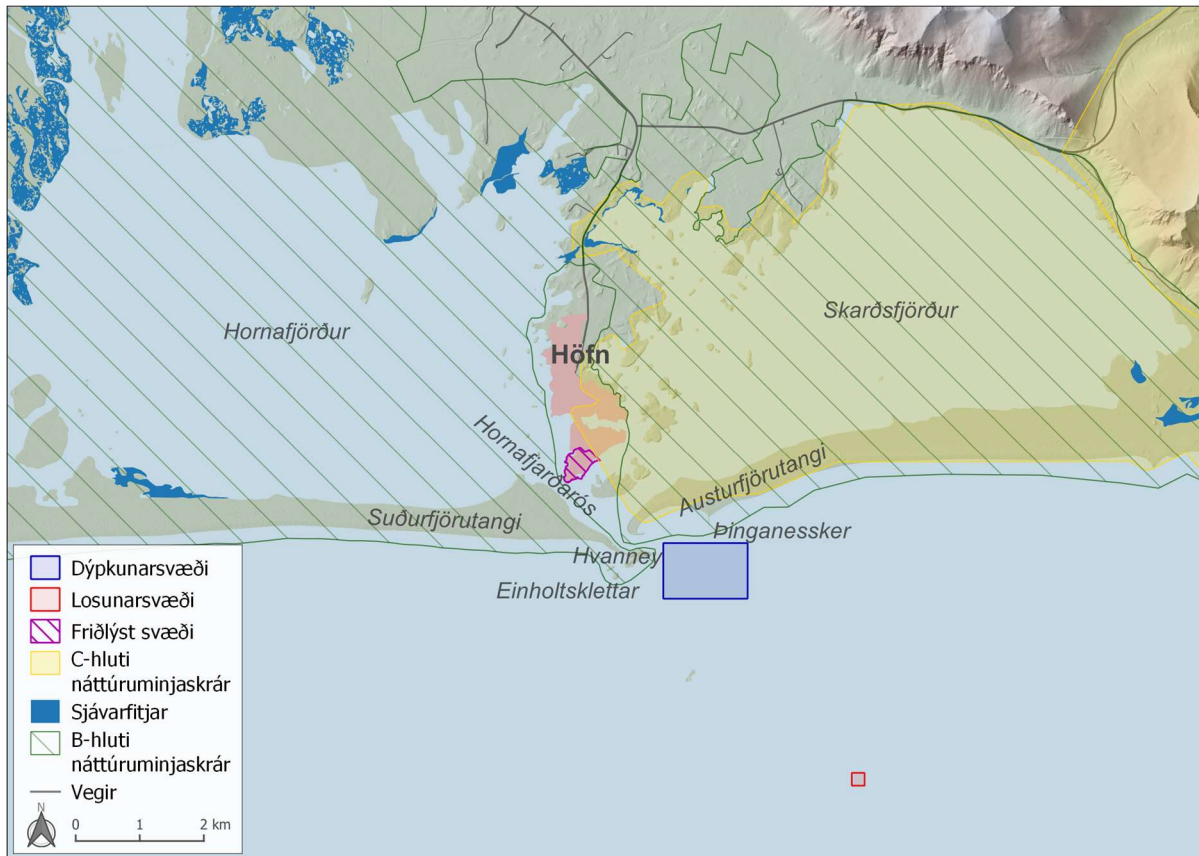 Hornafjörður
Skarðsfjörður
Höfn
Hornafjarðarós
Austurfjörutangi
Suðurfjörutangi
Þinganessker
Hvanney
Einholtsklettar
Dýpkunarsvæði
Losunarsvæði
Friðlýst svæði
C-hluti
náttúruminjaskrár
Sjávarfitjar
B-hluti
náttúruminjaskrár
Vegir
N
0 1 2 km